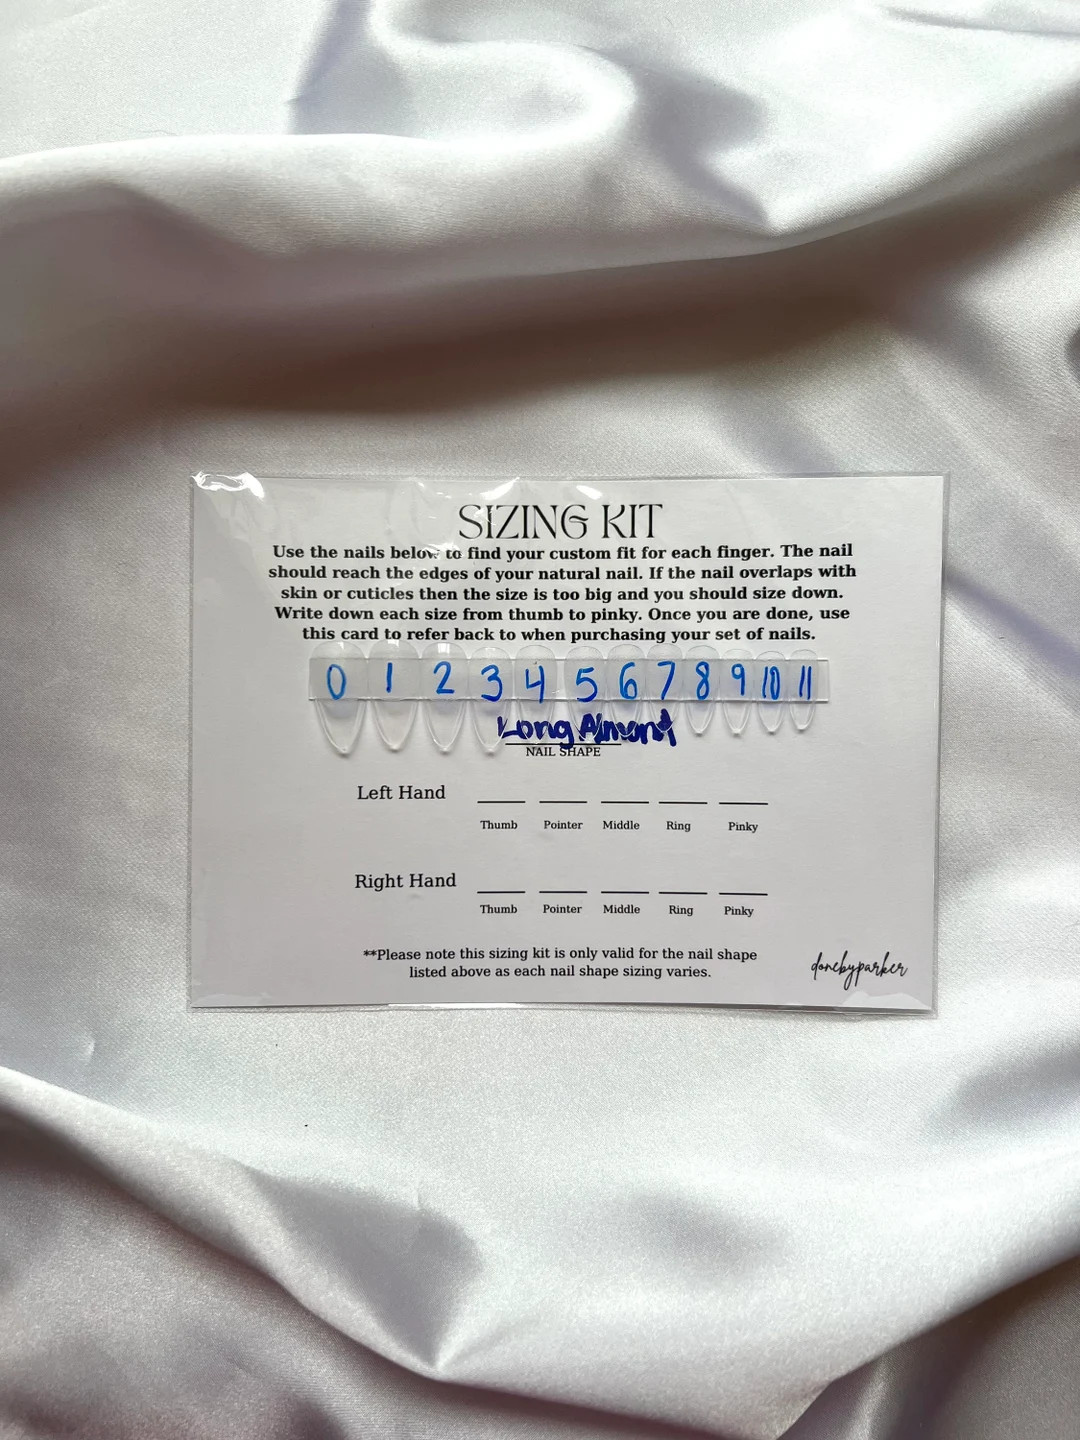 SIZING KIT
Use the nails below to find your custom fit for each finger. The nail
should reach the edges of your natural nail. If the nail overlaps with
skin or cuticles then the size is too big and you should size down.
Write down each size from thumb to pinky. Once you are done, use
this card to refer back to when purchasing your set of nails.
0 1 2 3 4 5 6 7 8 9 10 11
Long Almond
NAIL SHAPE
Left Hand
Thumb Pointer Middle Ring Pinky
Right Hand
Thumb Pointer Middle Ring Pinky
**Please note this sizing kit is only valid for the nail shape
listed above as each nail shape sizing varies.
donebyparker